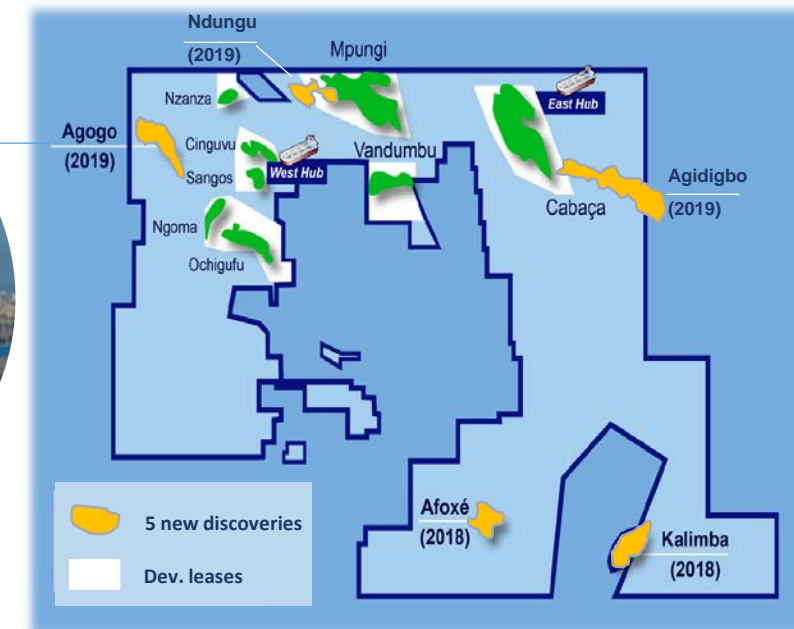 Ndungu
(2019)
Mpungi
Nzanza
East Hub
Agogo
(2019)
Cinguvu
Vandumbu
West Hub
Sangos
Agidigbo
(2019)
Cabaça
Ngoma
Ochigufu
Afoxé
(2018)
Kalimba
(2018)
5 new discoveries
Dev. leases